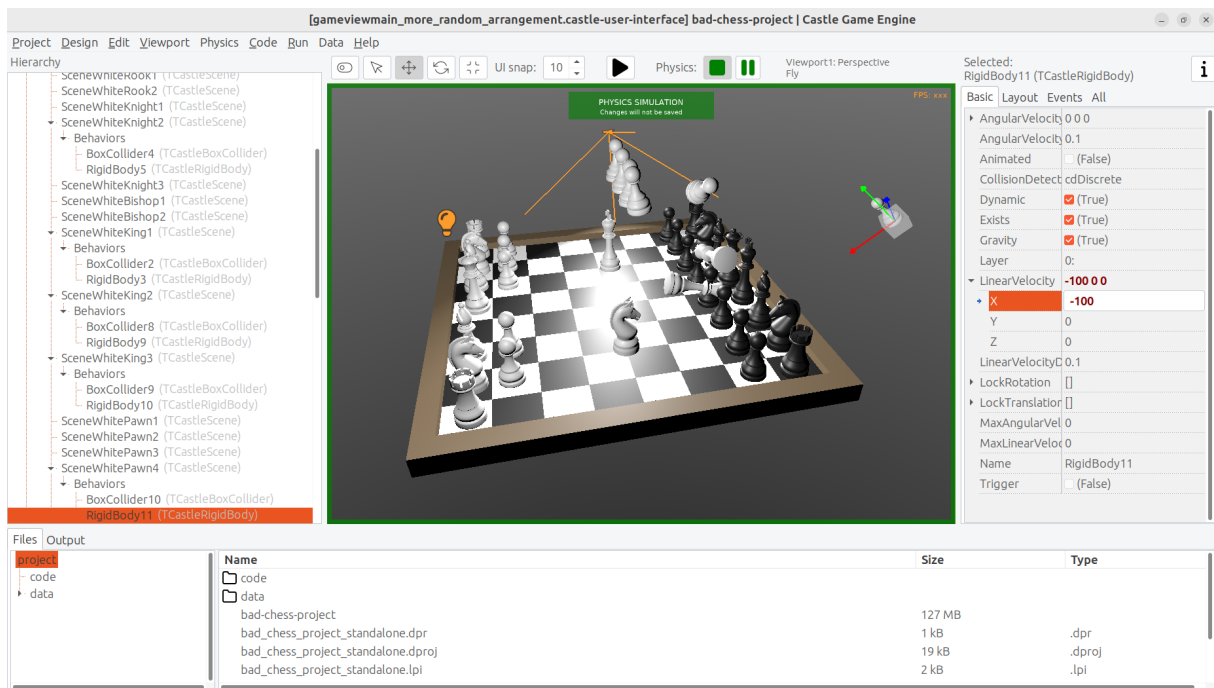 [gameviewmain_more_random_arrangement.castle-user-interface] bad-chess-project | Castle Game Engine
Project Design Edit Viewport Physics Code Run Data Help
Hierarchy
SceneWhiteRook1 (TCastleScene)
SceneWhiteRook2 (TCastleScene)
SceneWhiteKnight1 (TCastleScene)
SceneWhiteKnight2 (TCastleScene)
Behaviors
BoxCollider4 (TCastleBoxCollider)
RigidBody5 (TCastleRigidBody)
SceneWhiteKnight3 (TCastleScene)
SceneWhiteBishop1 (TCastleScene)
SceneWhiteBishop2 (TCastleScene)
SceneWhiteKing1 (TCastleScene)
Behaviors
BoxCollider2 (TCastleBoxCollider)
RigidBody3 (TCastleRigidBody)
SceneWhiteKing2 (TCastleScene)
Behaviors
BoxCollider8 (TCastleBoxCollider)
RigidBody9 (TCastleRigidBody)
SceneWhiteKing3 (TCastleScene)
Behaviors
BoxCollider9 (TCastleBoxCollider)
RigidBody10 (TCastleRigidBody)
SceneWhitePawn1 (TCastleScene)
SceneWhitePawn2 (TCastleScene)
SceneWhitePawn3 (TCastleScene)
SceneWhitePawn4 (TCastleScene)
Behaviors
BoxCollider10 (TCastleBoxCollider)
RigidBody11 (TCastleRigidBody)
UI snap: 10
Physics:
Viewport1: Perspective
Fly
PHYSICS SIMULATION
Changes will not be saved
FPS: xxx
Selected:
RigidBody11 (TCastleRigidBody)
i
Basic Layout Events All
AngularVelocity 0 0 0
AngularVelocity 0.1
Animated (False)
CollisionDetect cdDiscrete
Dynamic (True)
Exists (True)
Gravity (True)
Layer 0:
LinearVelocity -100 0 0
X -100
Y 0
Z 0
LinearVelocityD 0.1
LockRotation []
LockTranslation []
MaxAngularVel 0
MaxLinearVeloc 0
Name RigidBody11
Trigger (False)
Files Output
project
code
data
Name Size Type
code
data
bad-chess-project 127 MB
bad_chess_project_standalone.dpr 1 kB .dpr
bad_chess_project_standalone.dproj 19 kB .dproj
bad_chess_project_standalone.lpi 2 kB .lpi